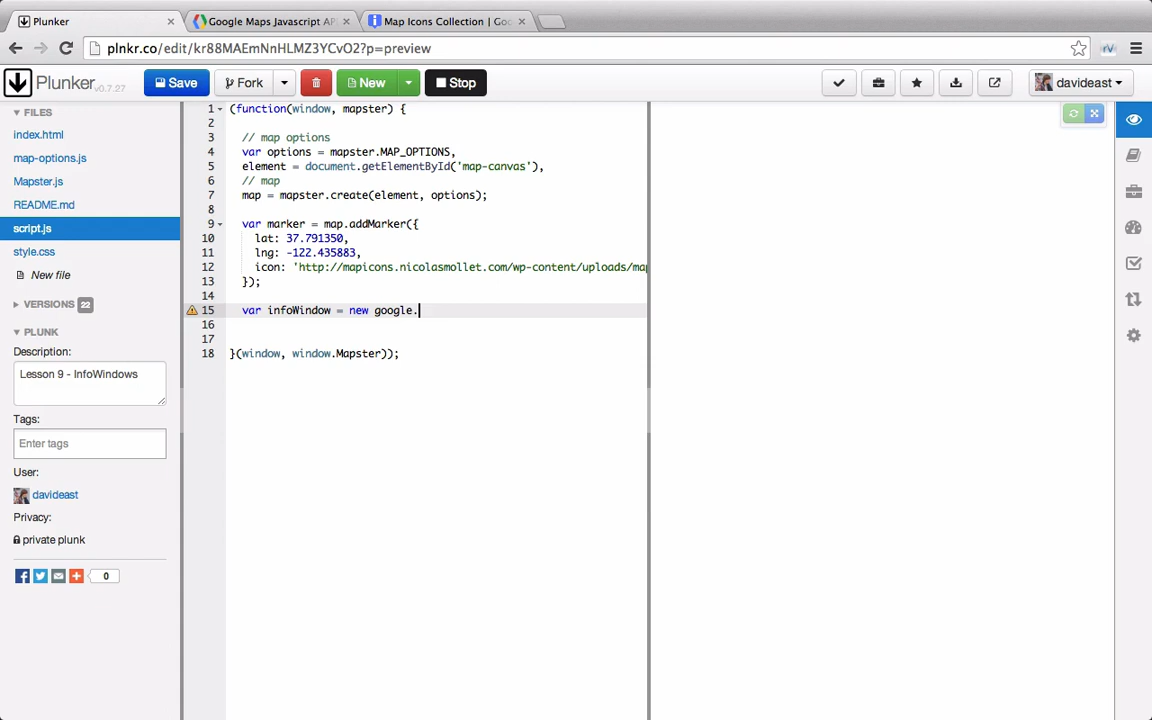 Plunker
Google Maps Javascript AP
Map Icons Collection | Goo
plnkr.co/edit/kr88MAEmNnHLMZ3YCvO2?p=preview
Plunker v0.7.27
Save
Fork
New
Stop
davideast
FILES
index.html
map-options.js
Mapster.js
README.md
script.js
style.css
New file
VERSIONS 22
PLUNK
Description:
Lesson 9 - InfoWindows
Tags:
Enter tags
User:
davideast
Privacy:
private plunk
0
1 (function(window, mapster) {
2
3 // map options
4 var options = mapster.MAP_OPTIONS,
5 element = document.getElementById('map-canvas'),
6 // map
7 map = mapster.create(element, options);
8
9 var marker = map.addMarker({
10 lat: 37.791350,
11 lng: -122.435883,
12 icon: 'http://mapicons.nicolasmollet.com/wp-content/uploads/map
13 });
14
15 var infoWindow = new google.
16
17
18 }(window, window.Mapster));